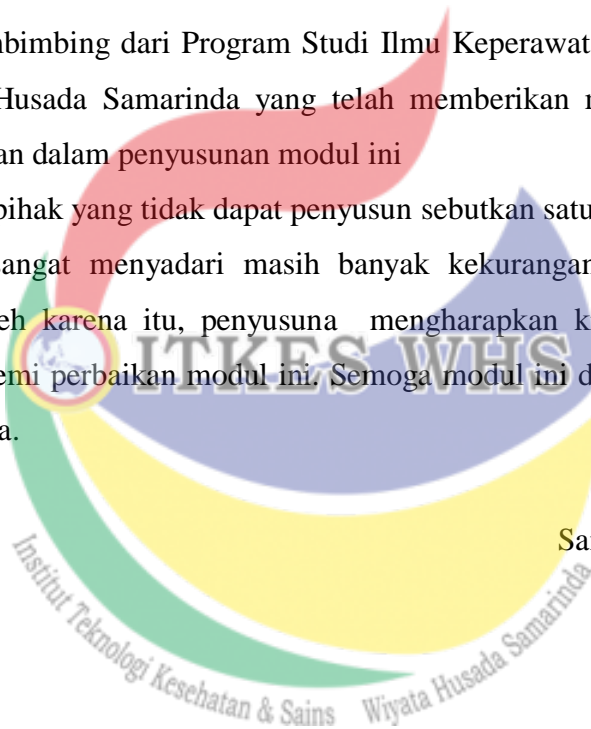 nbimbing dari Program Studi Ilmu Keperawat
Husada Samarinda yang telah memberikan
an dalam penyusunan modul ini
pihak yang tidak dapat penyusun sebutkan satu
angat menyadari masih banyak kekurangan
eh karena itu, penyusuna mengharapkan k
emi perbaikan modul ini. Semoga modul ini d
a.
ITKES WHS
Sa
Institut Teknologi Kesehatan & Sains Wiyata Husada Samarinda